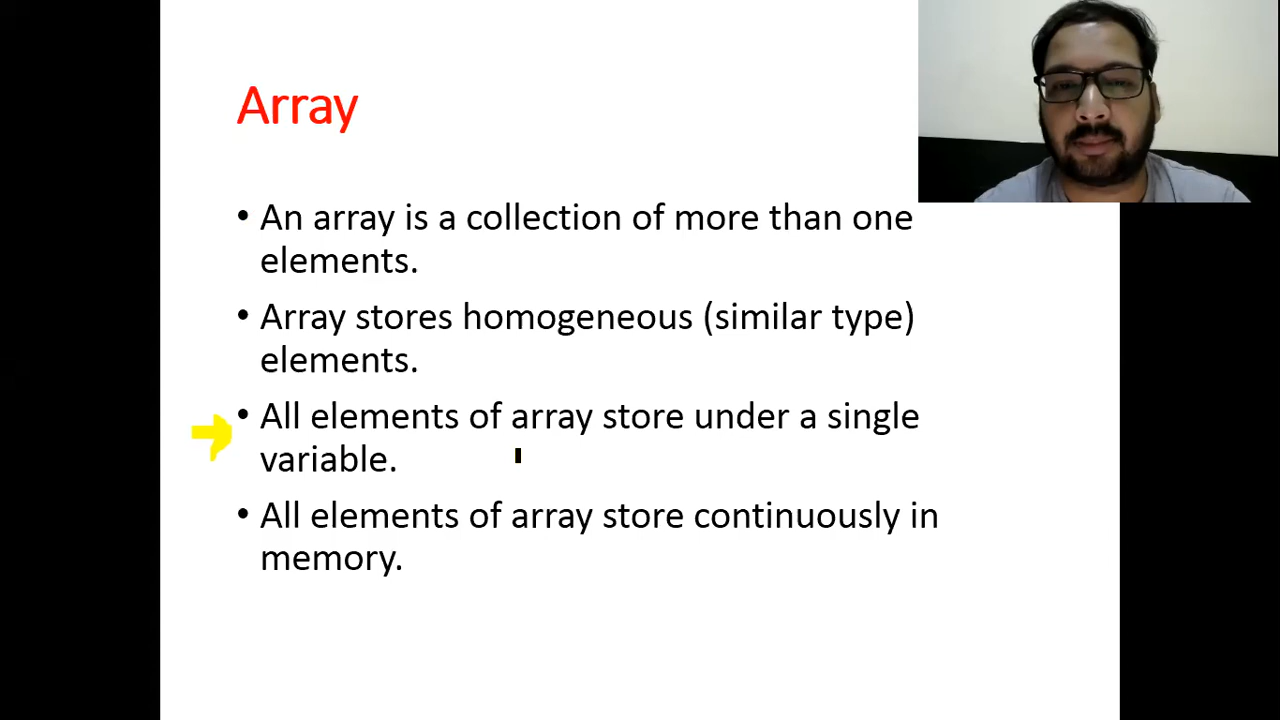 Array
• An array is a collection of more than one
elements.
• Array stores homogeneous (similar type)
elements.
• All elements of array store under a single
variable.
• All elements of array store continuously in
memory.